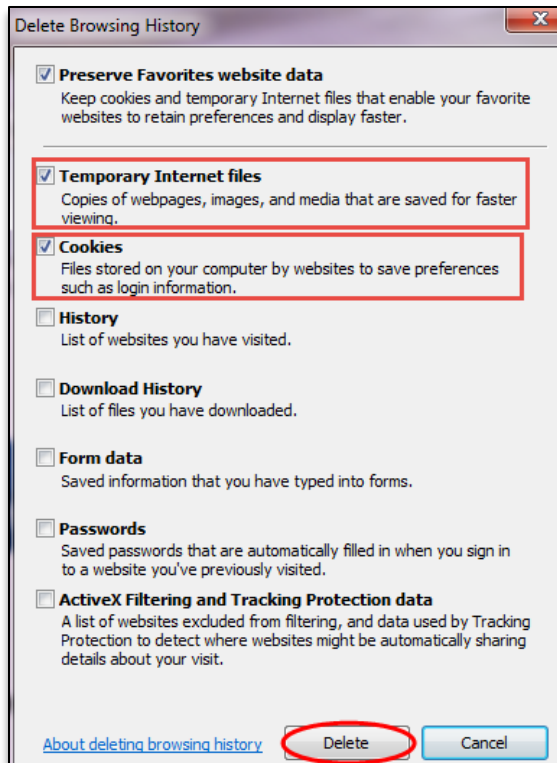 Delete Browsing History
Preserve Favorites website data
Keep cookies and temporary Internet files that enable your favorite
websites to retain preferences and display faster.
Temporary Internet files
Copies of webpages, images, and media that are saved for faster
viewing.
Cookies
Files stored on your computer by websites to save preferences
such as login information.
History
List of websites you have visited.
Download History
List of files you have downloaded.
Form data
Saved information that you have typed into forms.
Passwords
Saved passwords that are automatically filled in when you sign in
to a website you've previously visited.
ActiveX Filtering and Tracking Protection data
A list of websites excluded from filtering, and data used by Tracking
Protection to detect where websites might be automatically sharing
details about your visit.
About deleting browsing history Delete Cancel